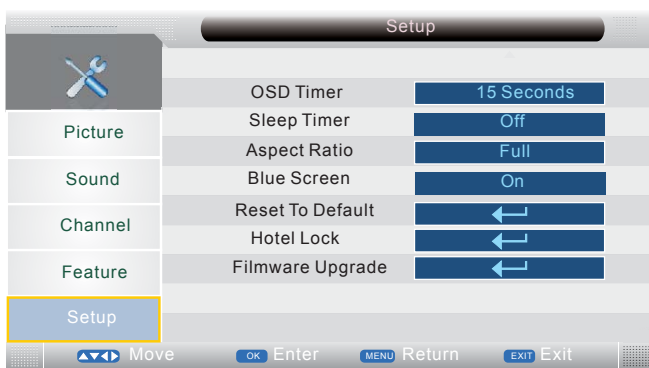 Setup
OSD Timer 15 Seconds
Sleep Timer Off
Aspect Ratio Full
Blue Screen On
Reset To Default
Hotel Lock
Filmware Upgrade
Picture
Sound
Channel
Feature
Setup
Move OK Enter MENU Return EXIT Exit